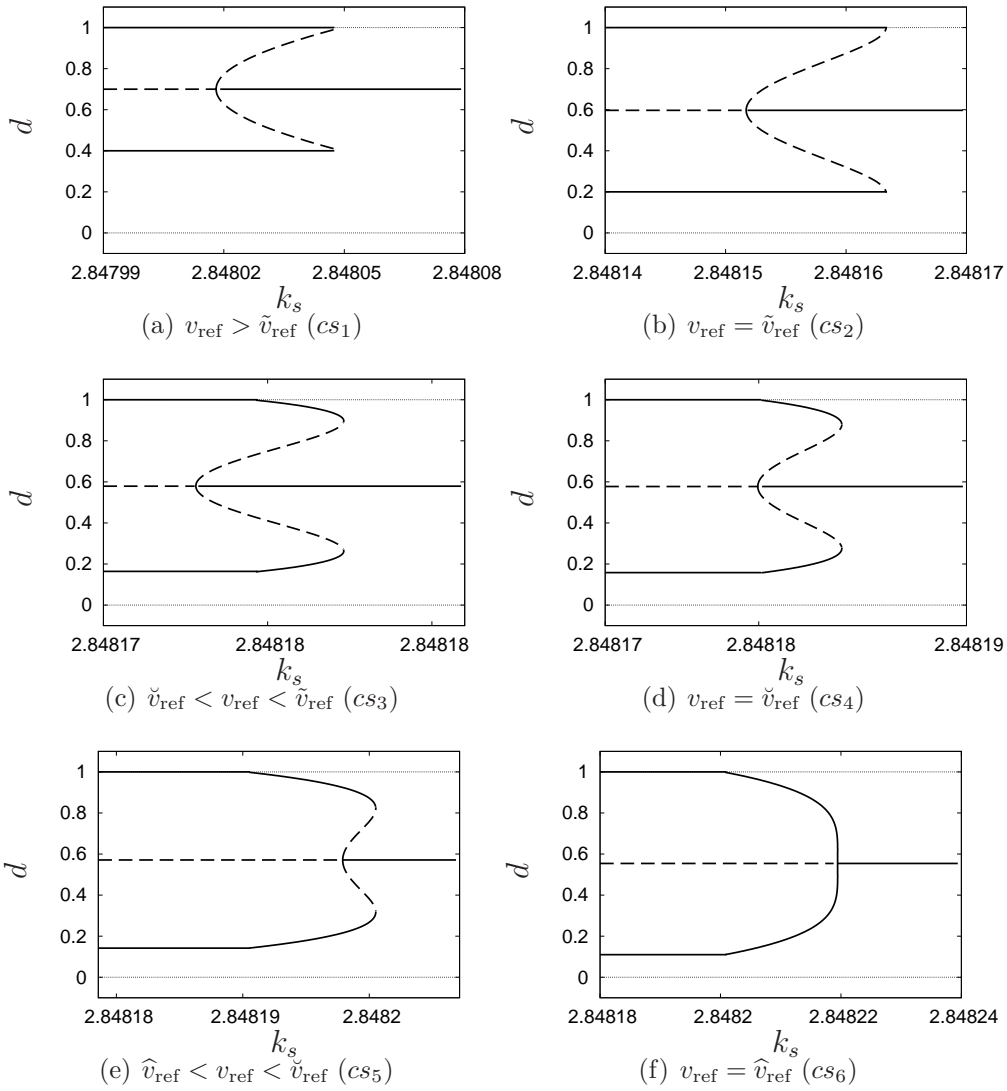 1
0.8
0.6
0.4
0.2
0
d
2.84799 2.84802 2.84805 2.84808
k_s
(a) v_ref > ṽ_ref (cs_1)
1
0.8
0.6
0.4
0.2
0
d
2.84814 2.84815 2.84816 2.84817
k_s
(b) v_ref = ṽ_ref (cs_2)
1
0.8
0.6
0.4
0.2
0
d
2.84817 2.84818 2.84818
k_s
(c) v̆_ref < v_ref < ṽ_ref (cs_3)
1
0.8
0.6
0.4
0.2
0
d
2.84817 2.84818 2.84819
k_s
(d) v_ref = v̆_ref (cs_4)
1
0.8
0.6
0.4
0.2
0
d
2.84818 2.84819 2.8482
k_s
(e) v̂_ref < v_ref < v̆_ref (cs_5)
1
0.8
0.6
0.4
0.2
0
d
2.84818 2.8482 2.84822 2.84824
k_s
(f) v_ref = v̂_ref (cs_6)